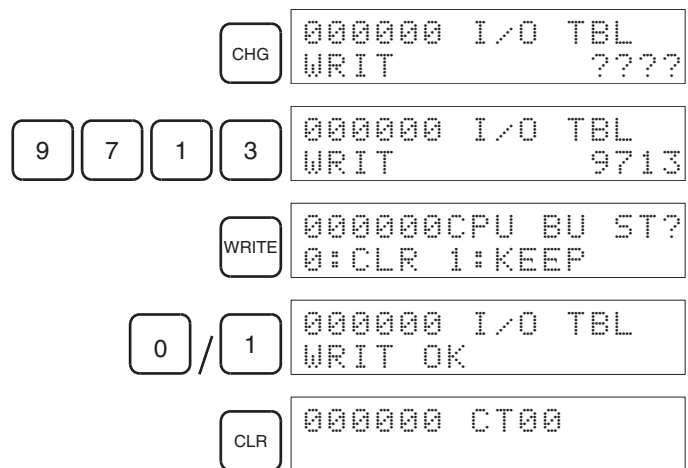 CHG
000000 I/O TBL
WRIT ????
9 7 1 3
000000 I/O TBL
WRIT 9713
WRITE
000000CPU BU ST?
0:CLR 1:KEEP
0 / 1
000000 I/O TBL
WRIT OK
CLR
000000 CT00